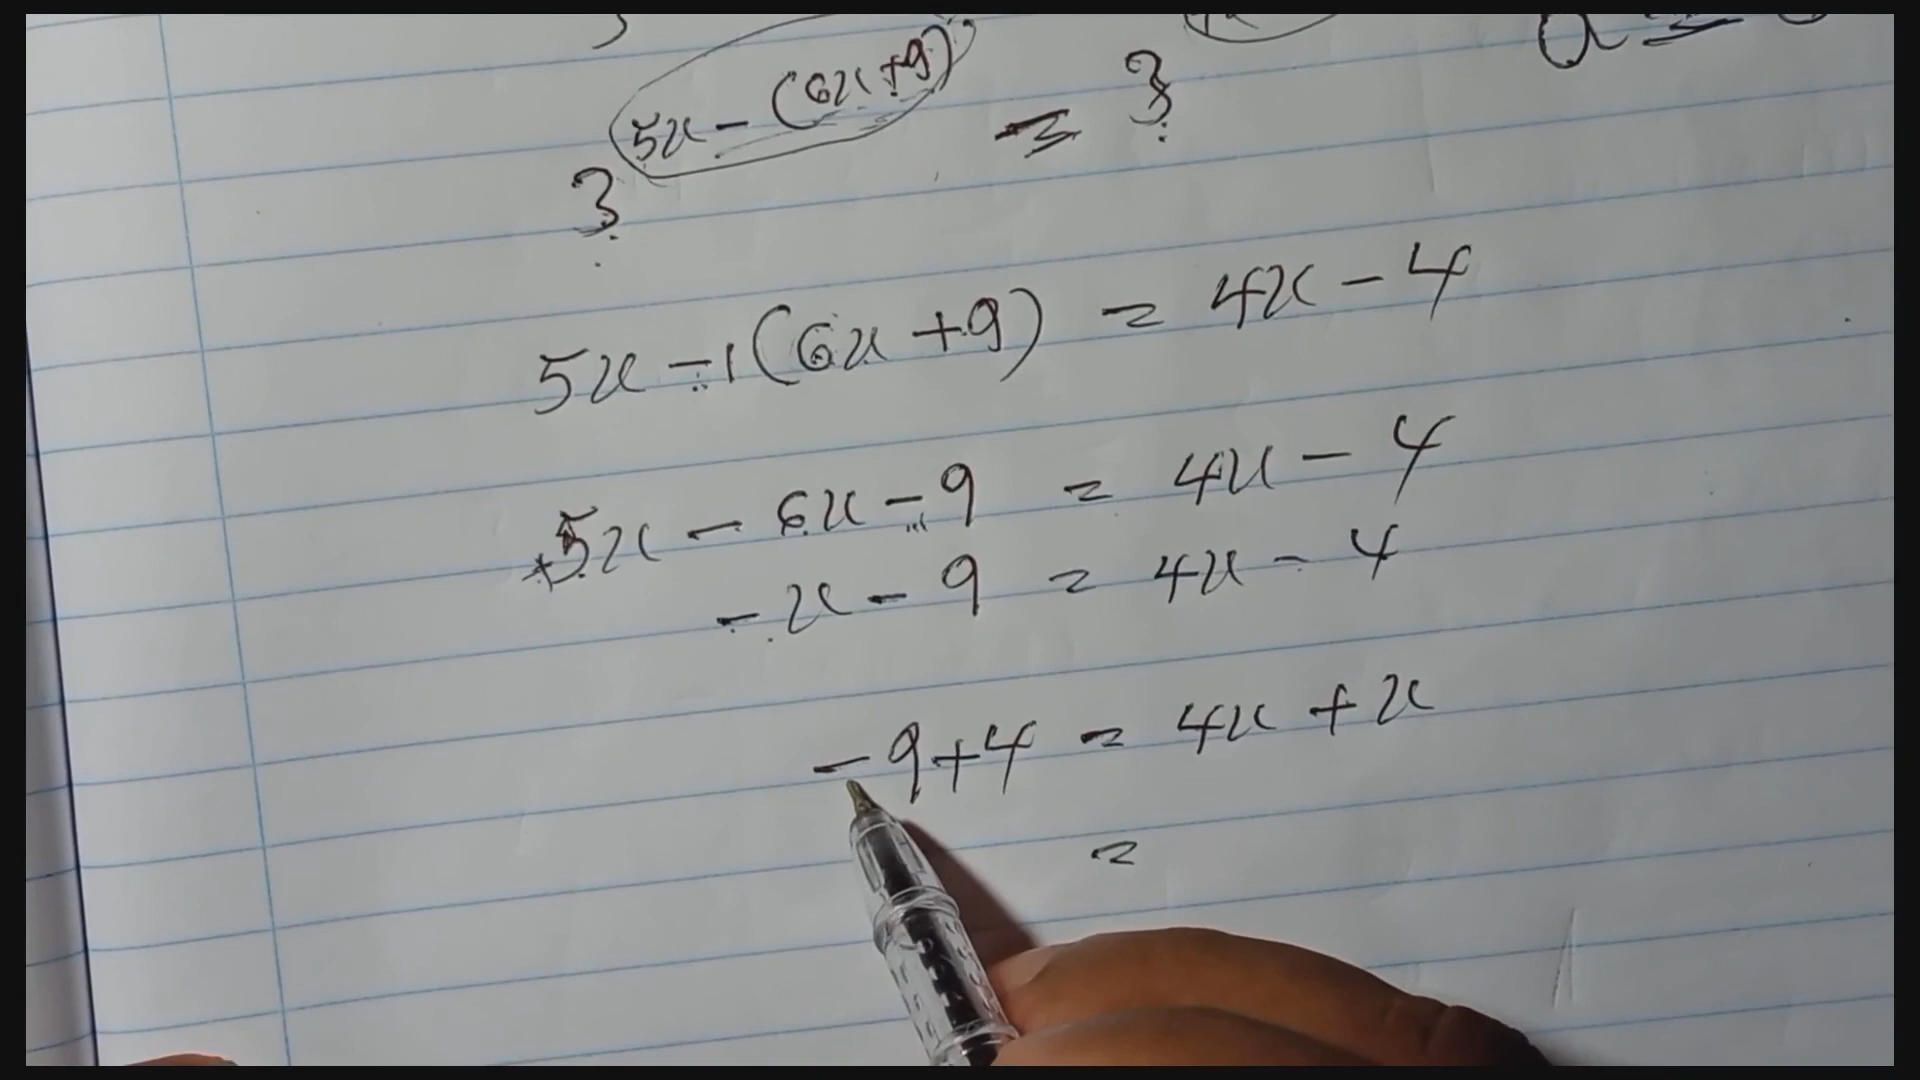 3^(5x - (6x+9)) = 3
5x - 1(6x + 9) = 4x - 4
+5x - 6x - 9 = 4x - 4
- x - 9 = 4x - 4
- 9 + 4 = 4x + x
=